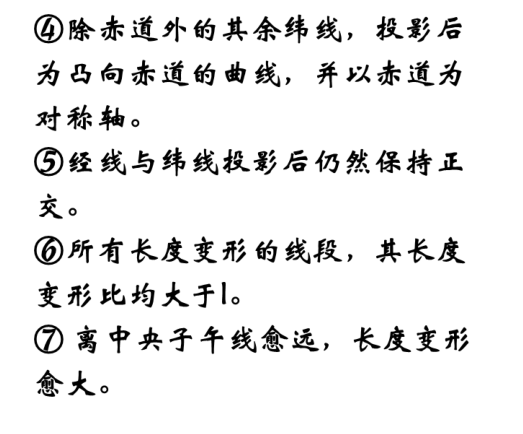 ④除赤道外的其余纬线，投影后
为凸向赤道的曲线，并以赤道为
对称轴。
⑤经线与纬线投影后仍然保持正
交。
⑥所有长度变形的线段，其长度
变形比均大于1。
⑦离中央子午线愈远，长度变形
愈大。